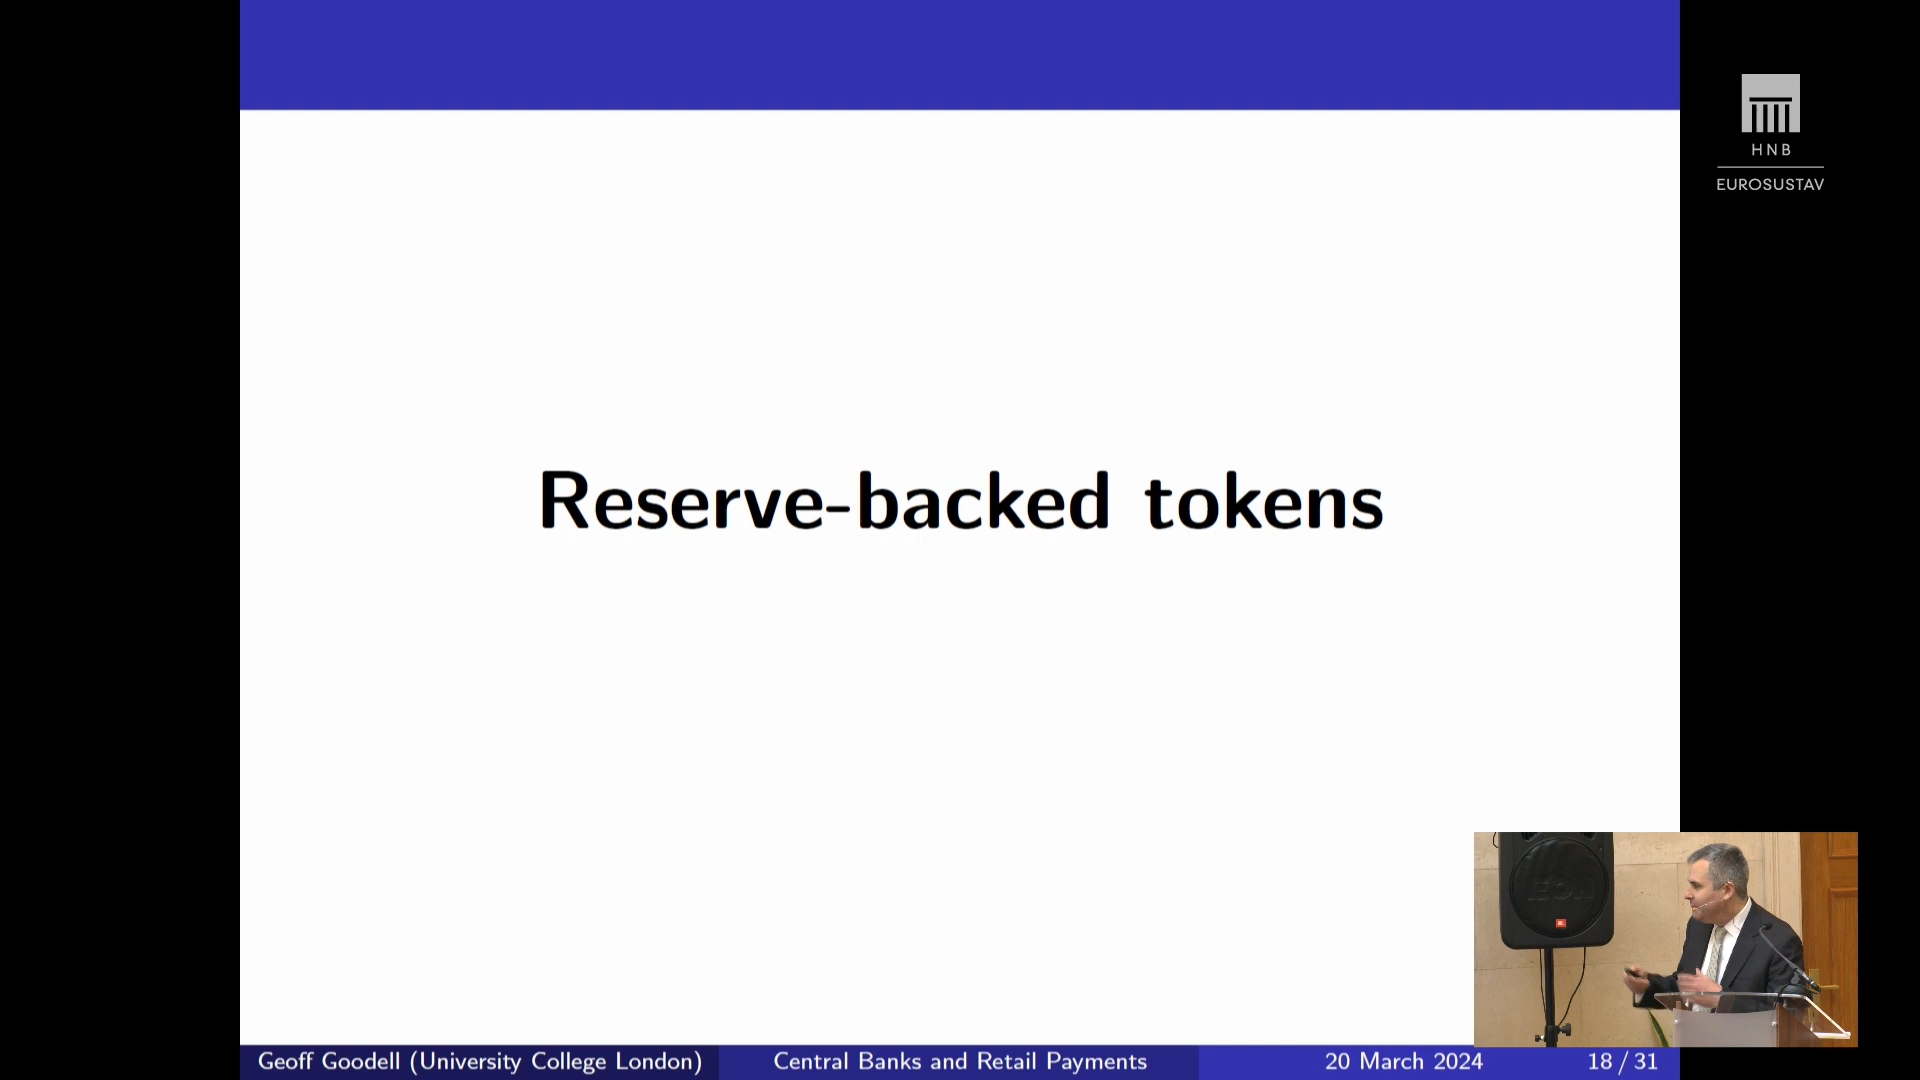 Reserve-backed tokens
HNB
EUROSUSTAV
EON
Geoff Goodell (University College London)
Central Banks and Retail Payments
20 March 2024
18 / 31